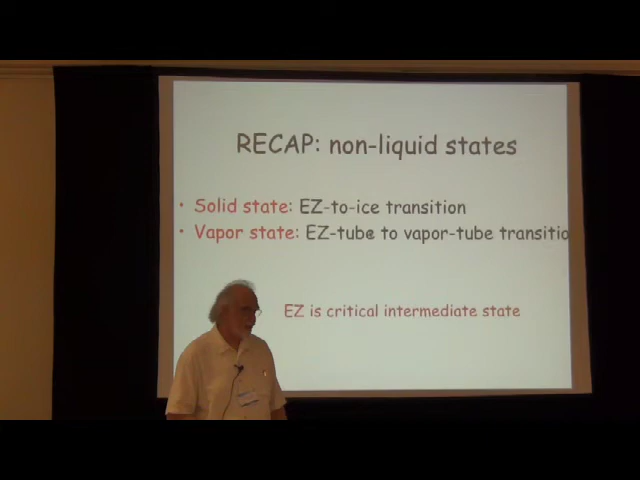 RECAP: non-liquid states
• Solid state: EZ-to-ice transition
• Vapor state: EZ-tube to vapor-tube transitio
EZ is critical intermediate state